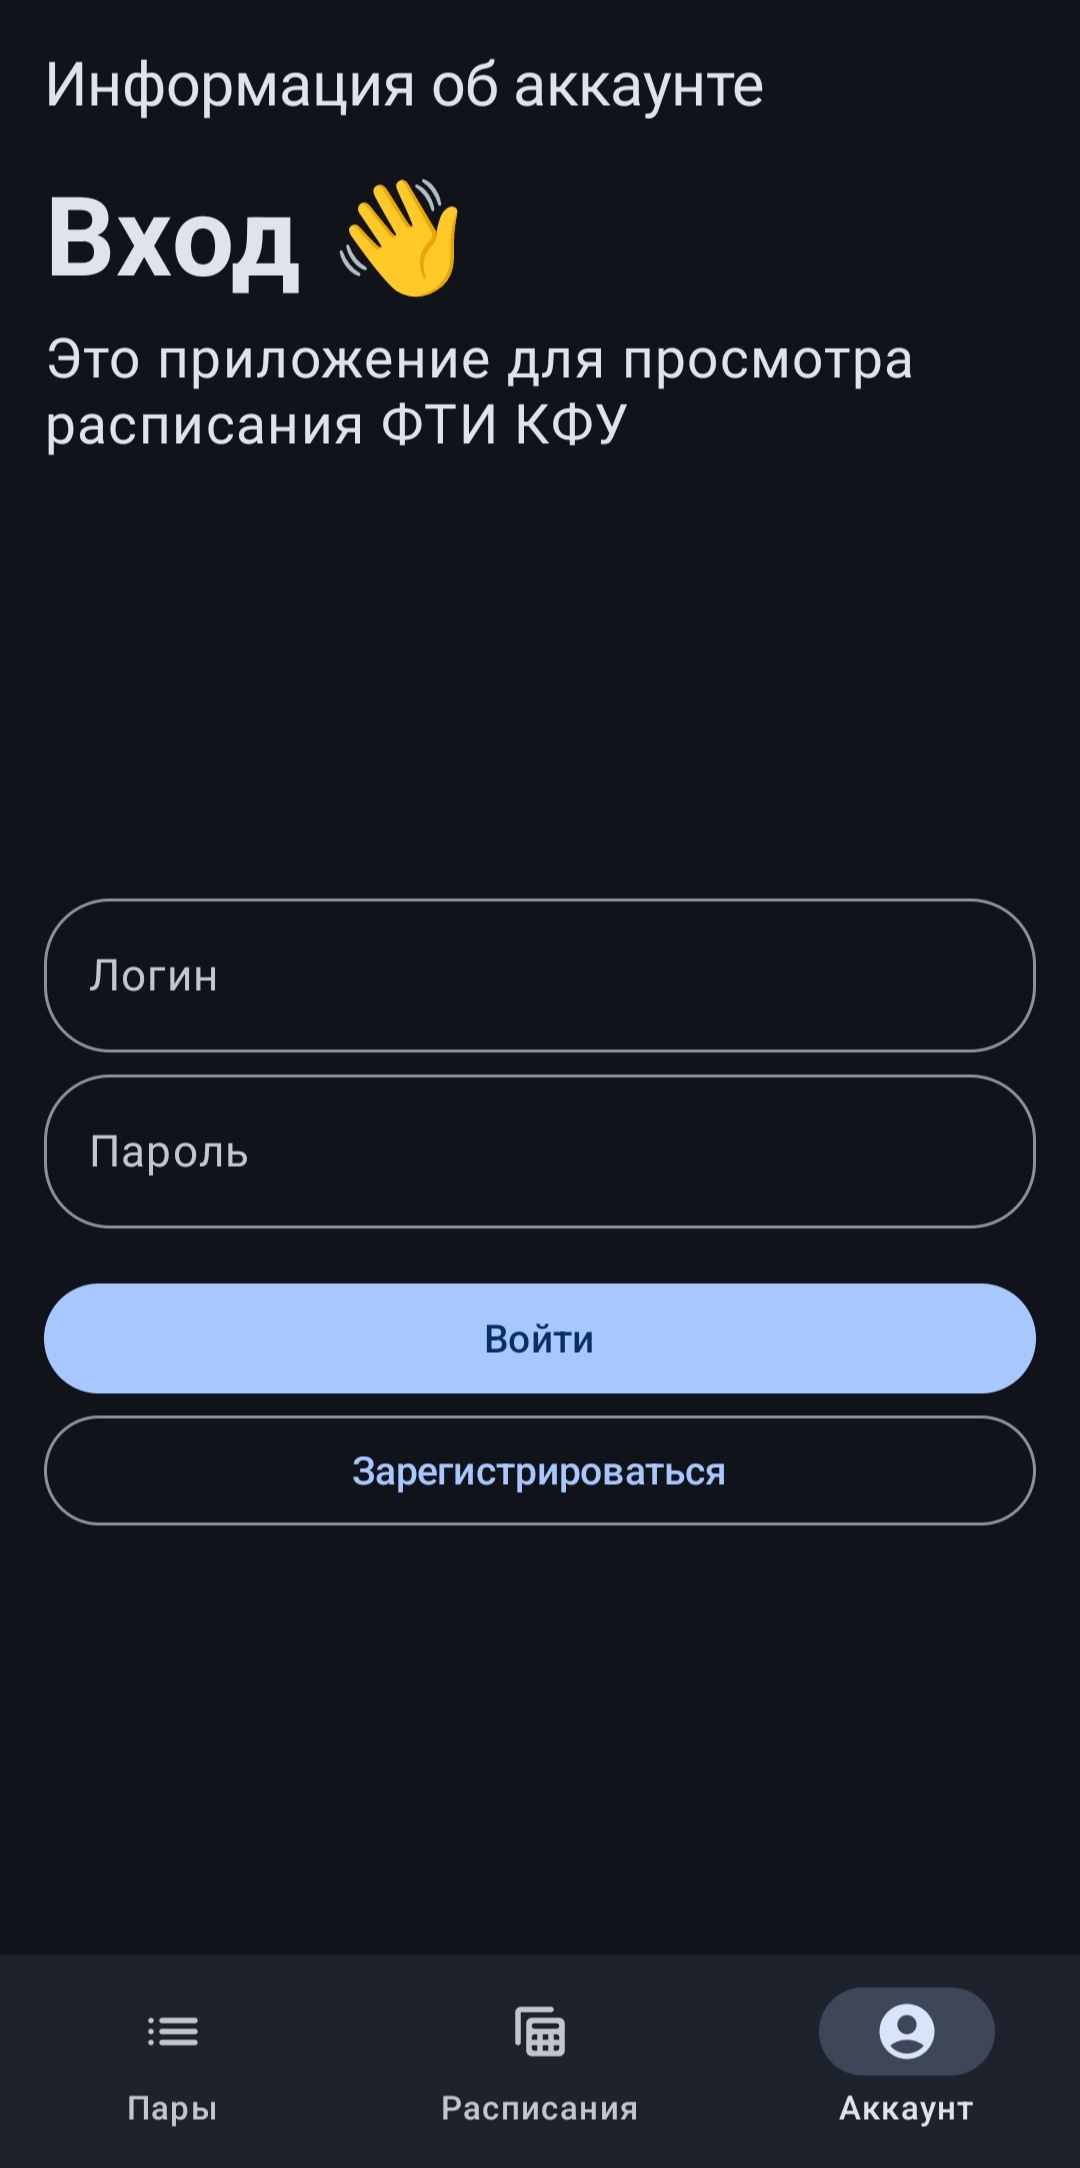 Информация об аккаунте
Вход 👋
Это приложение для просмотра
расписания ФТИ КФУ
Логин
Пароль
Войти
Зарегистрироваться
Пары
Расписания
Аккаунт